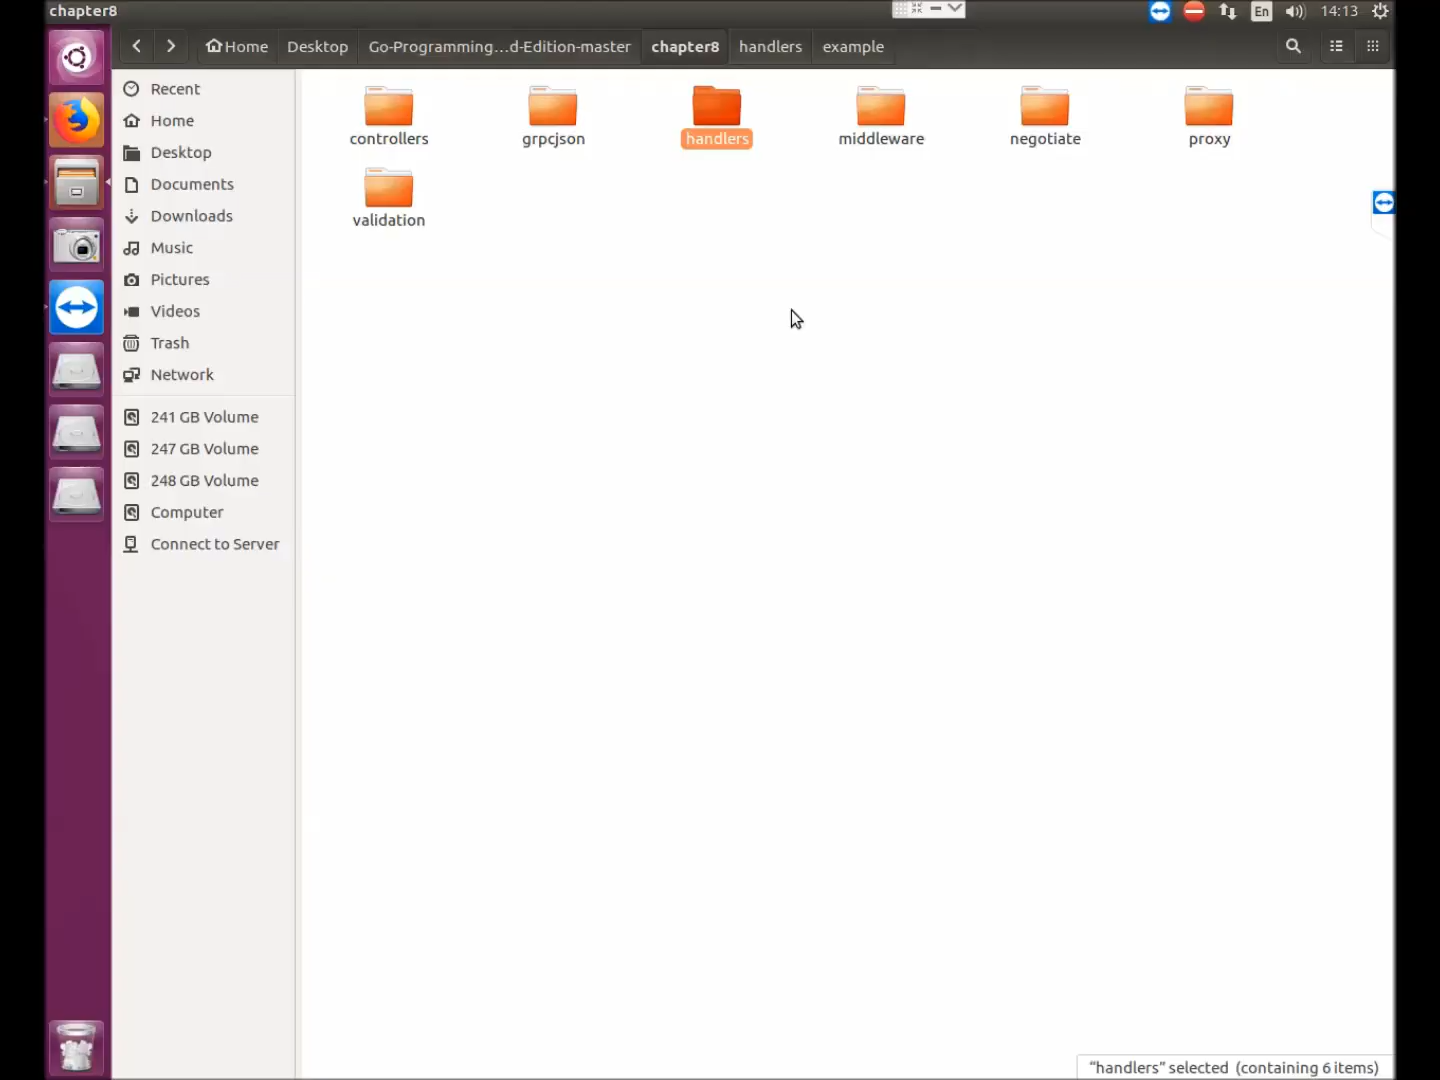 chapter8
En
14:13
Home
Desktop
Go-Programming...d-Edition-master
chapter8
handlers
example
Recent
Home
Desktop
Documents
Downloads
Music
Pictures
Videos
Trash
Network
241 GB Volume
247 GB Volume
248 GB Volume
Computer
Connect to Server
controllers
grpcjson
handlers
middleware
negotiate
proxy
validation
"handlers" selected (containing 6 items)